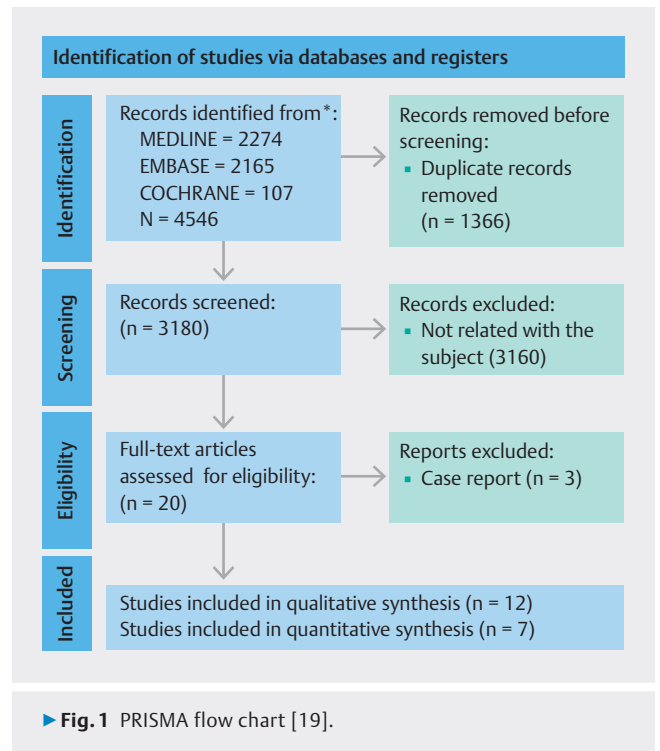 Identification of studies via databases and registers
Identification
Records identified from*:
MEDLINE = 2274
EMBASE = 2165
COCHRANE = 107
N = 4546
Records removed before
screening:
▪ Duplicate records
removed
(n = 1366)
Screening
Records screened:
(n = 3180)
Records excluded:
▪ Not related with the
subject (3160)
Eligibility
Full-text articles
assessed for eligibility:
(n = 20)
Reports excluded:
▪ Case report (n = 3)
Included
Studies included in qualitative synthesis (n = 12)
Studies included in quantitative synthesis (n = 7)
▶ Fig. 1 PRISMA flow chart [19].